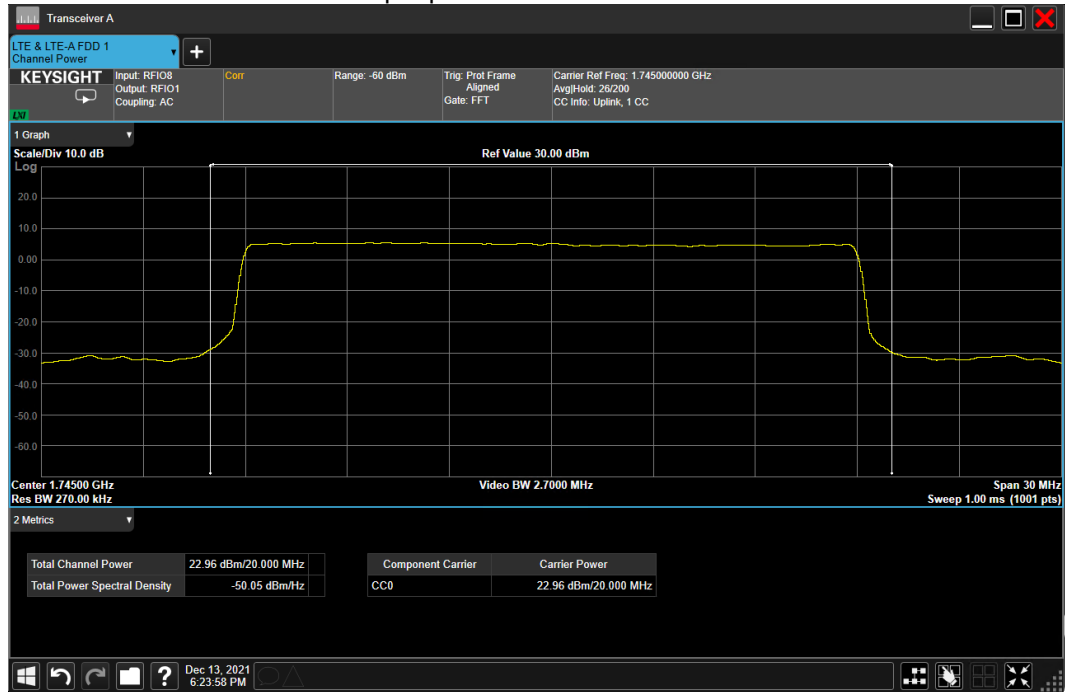 Transceiver A
LTE & LTE-A FDD 1
Channel Power
+
KEYSIGHT
LXI
Input: RFIO8
Output: RFIO1
Coupling: AC
Corr
Range: -60 dBm
Trig: Prot Frame
Aligned
Gate: FFT
Carrier Ref Freq: 1.745000000 GHz
Avg|Hold: 26/200
CC Info: Uplink, 1 CC
1 Graph
Scale/Div 10.0 dB
Ref Value 30.00 dBm
Log
20.0
10.0
0.00
-10.0
-20.0
-30.0
-40.0
-50.0
-60.0
Center 1.74500 GHz
Video BW 2.7000 MHz
Span 30 MHz
Res BW 270.00 kHz
Sweep 1.00 ms (1001 pts)
2 Metrics
Total Channel Power 22.96 dBm/20.000 MHz
Total Power Spectral Density -50.05 dBm/Hz
Component Carrier Carrier Power
CC0 22.96 dBm/20.000 MHz
?
Dec 13, 2021
6:23:58 PM